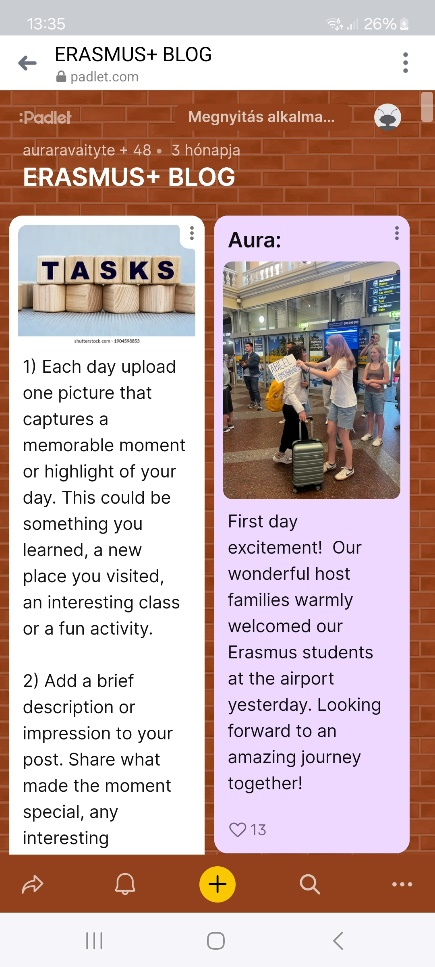 13:35
26%
ERASMUS+ BLOG
padlet.com
:Padlet
Megnyitás alkalma...
auraravaityte + 48 • 3 hónapja
ERASMUS+ BLOG
TASKS
shutterstock.com · 1904598853
1) Each day upload
one picture that
captures a
memorable moment
or highlight of your
day. This could be
something you
learned, a new
place you visited,
an interesting class
or a fun activity.
2) Add a brief
description or
impression to your
post. Share what
made the moment
special, any
interesting
Aura:
First day
excitement!  Our
wonderful host
families warmly
welcomed our
Erasmus students
at the airport
yesterday. Looking
forward to an
amazing journey
together!
13